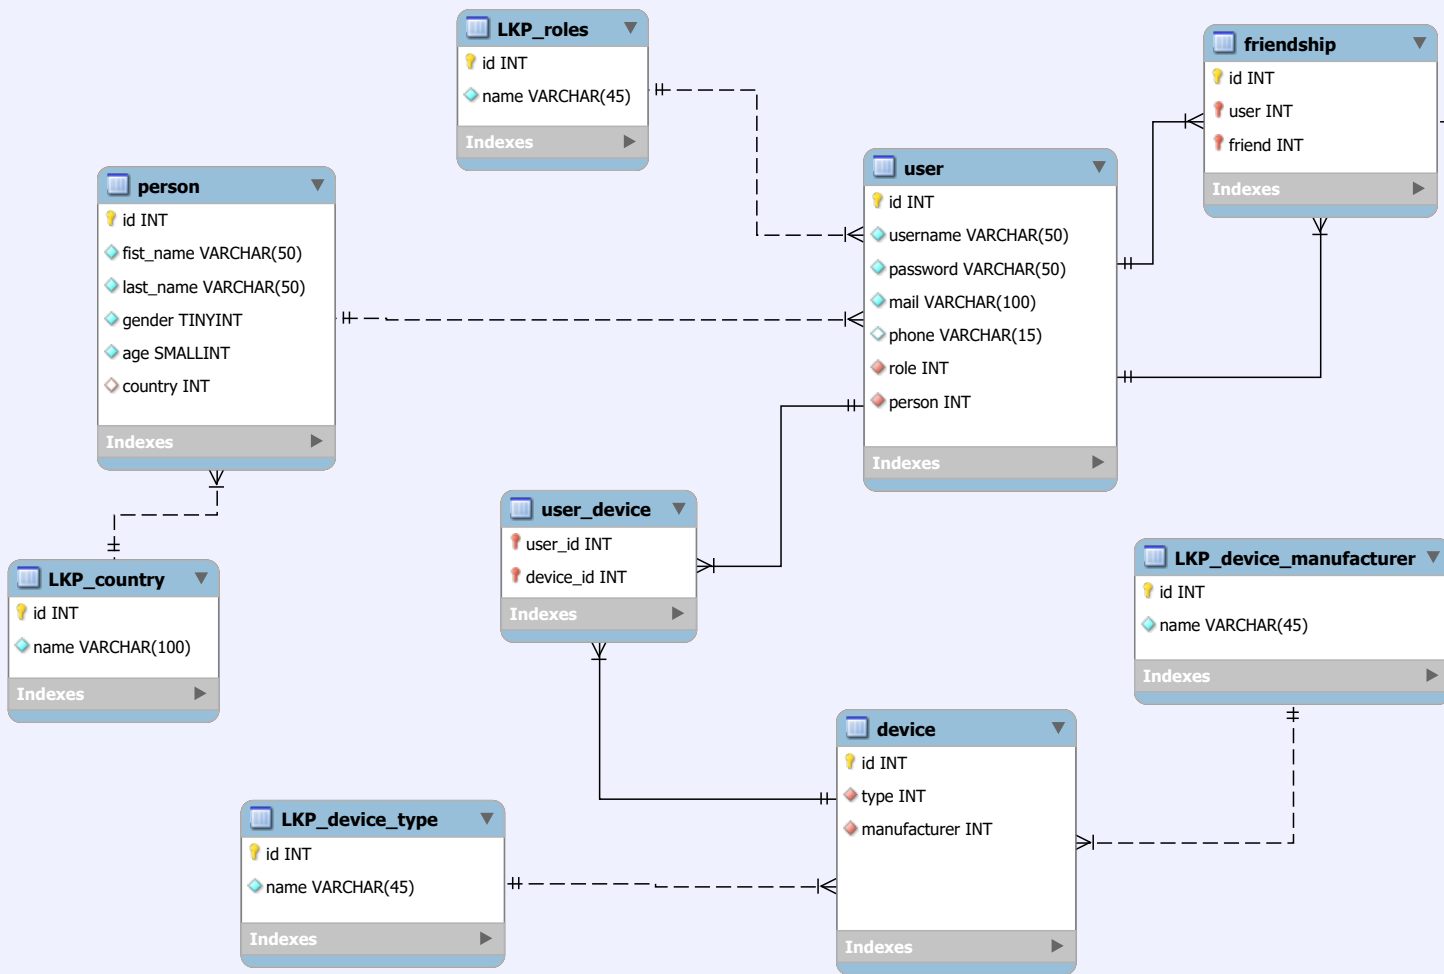 LKP_roles
id INT
name VARCHAR(45)
Indexes
friendship
id INT
user INT
friend INT
Indexes
person
id INT
fist_name VARCHAR(50)
last_name VARCHAR(50)
gender TINYINT
age SMALLINT
country INT
Indexes
user
id INT
username VARCHAR(50)
password VARCHAR(50)
mail VARCHAR(100)
phone VARCHAR(15)
role INT
person INT
Indexes
user_device
user_id INT
device_id INT
Indexes
LKP_country
id INT
name VARCHAR(100)
Indexes
LKP_device_manufacturer
id INT
name VARCHAR(45)
Indexes
device
id INT
type INT
manufacturer INT
Indexes
LKP_device_type
id INT
name VARCHAR(45)
Indexes